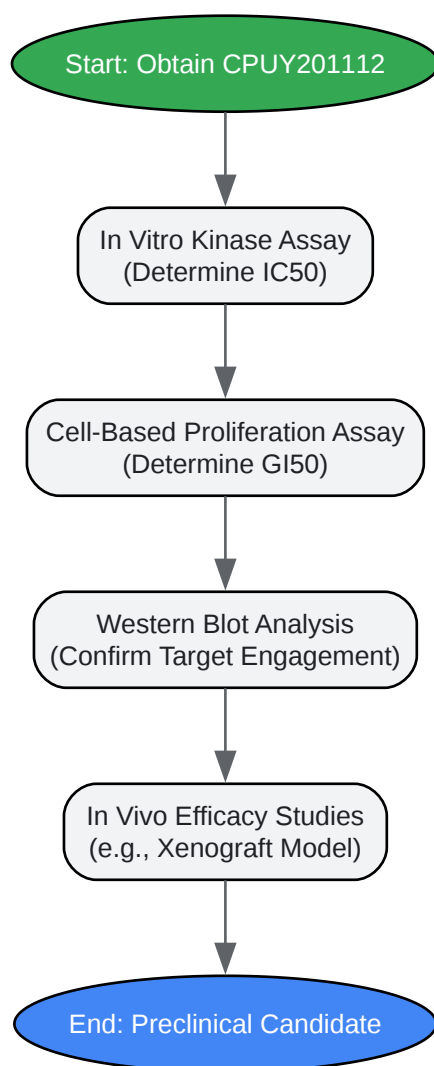 Start: Obtain CPUY201112
In Vitro Kinase Assay
(Determine IC50)
Cell-Based Proliferation Assay
(Determine GI50)
Western Blot Analysis
(Confirm Target Engagement)
In Vivo Efficacy Studies
(e.g., Xenograft Model)
End: Preclinical Candidate